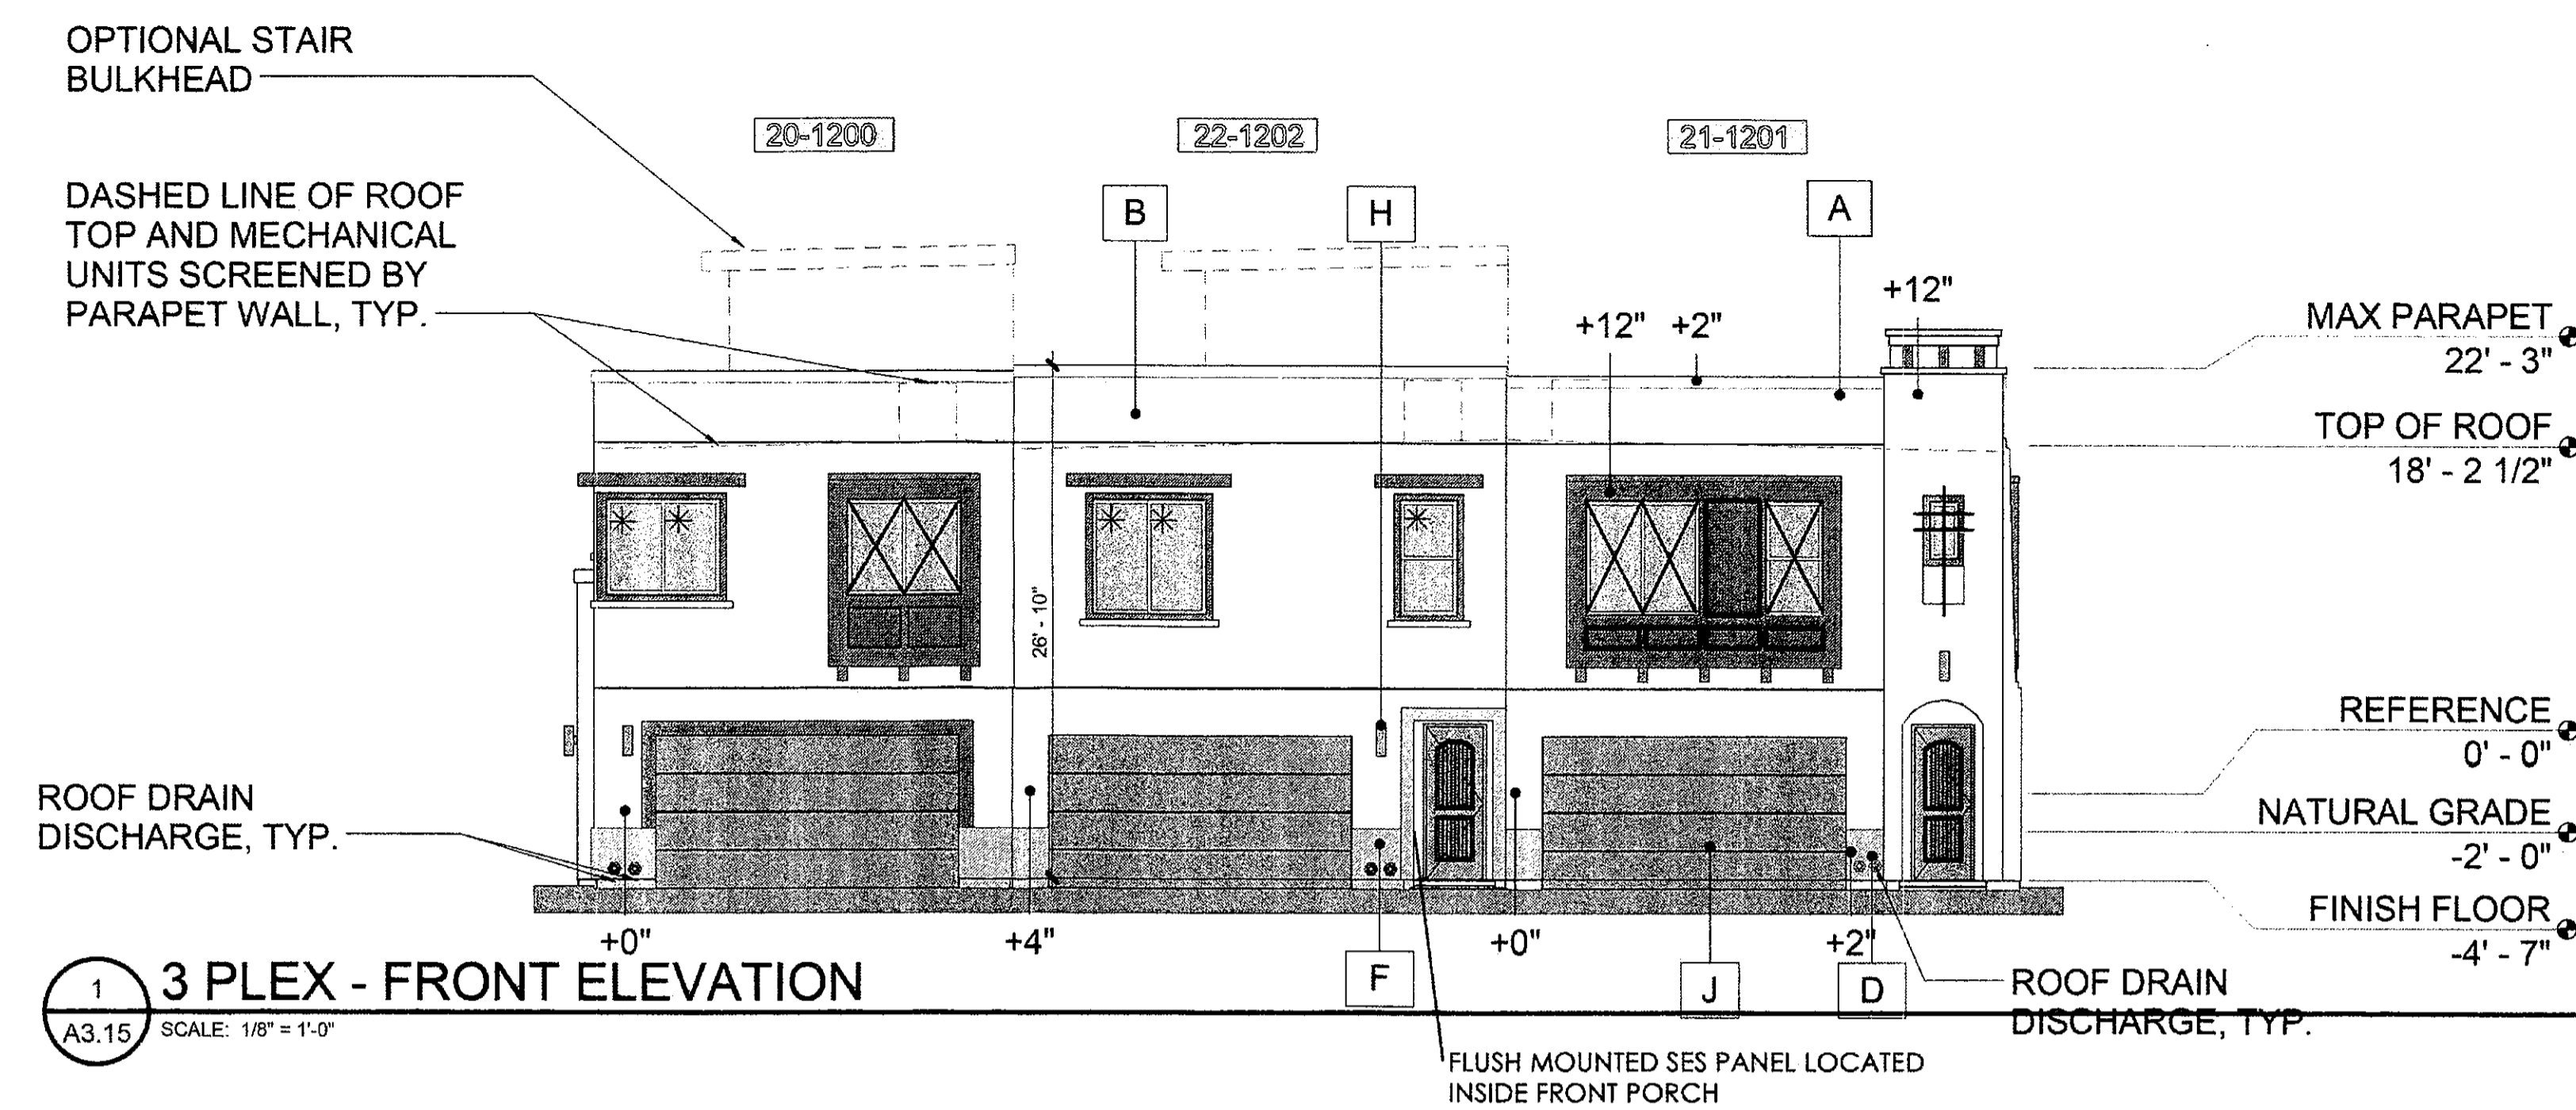 OPTIONAL STAIR
BULKHEAD
20-1200
22-1202
21-1201
DASHED LINE OF ROOF
TOP AND MECHANICAL
UNITS SCREENED BY
PARAPET WALL, TYP.
B
H
A
+12"
+2"
+12"
MAX PARAPET
22' - 3"
TOP OF ROOF
18' - 2 1/2"
26' - 10"
REFERENCE
0' - 0"
NATURAL GRADE
-2' - 0"
FINISH FLOOR
-4' - 7"
ROOF DRAIN
DISCHARGE, TYP.
+0"
+4"
+0"
+2"
F
J
D
ROOF DRAIN
DISCHARGE, TYP.
1
A3.15
3 PLEX - FRONT ELEVATION
SCALE: 1/8" = 1'-0"
FLUSH MOUNTED SES PANEL LOCATED
INSIDE FRONT PORCH